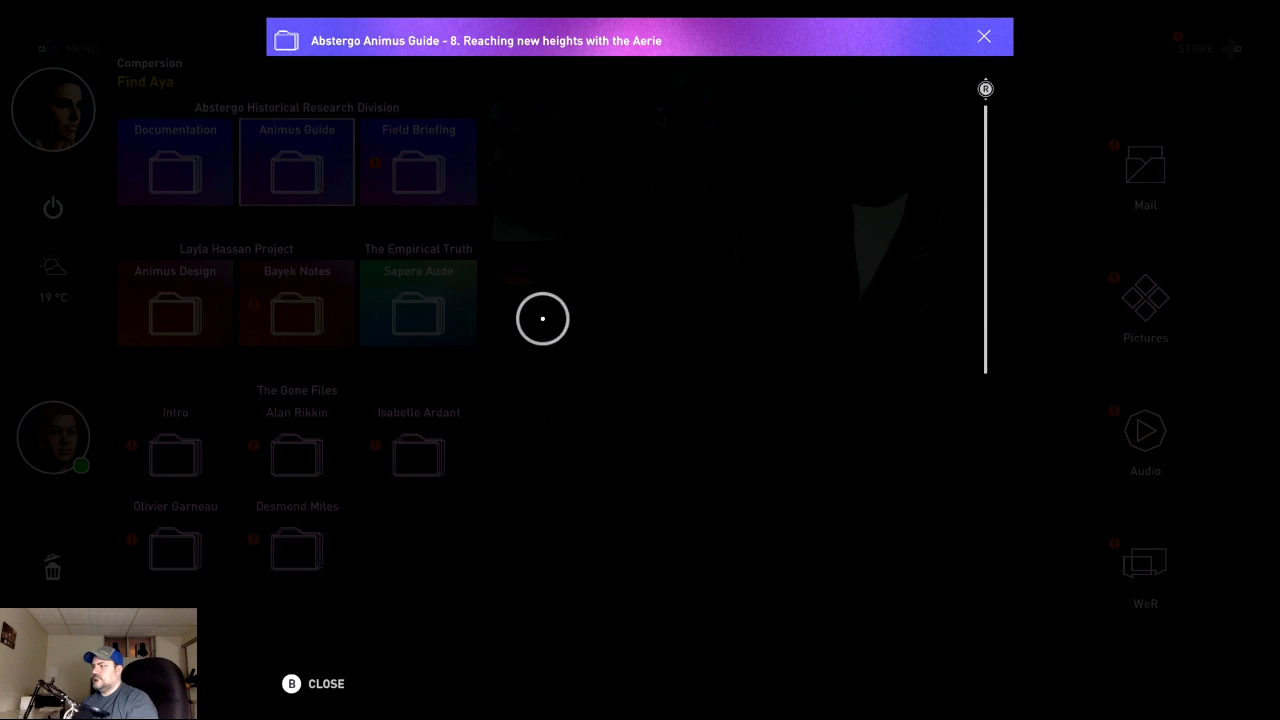 Abstergo Animus Guide - 8. Reaching new heights with the Aerie
MENU
STORE
Compersion
Find Aya
R
Abstergo Historical Research Division
Documentation
Animus Guide
Field Briefing
Mail
Layla Hassan Project
The Empirical Truth
Animus Design
Bayek Notes
Sapere Aude
19 °C
Pictures
The Gone Files
Intro
Alan Rikkin
Isabelle Ardant
Audio
Olivier Garneau
Desmond Miles
WeR
B CLOSE